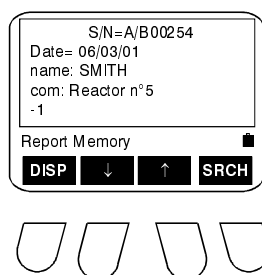 S/N=A/B00254
Date= 06/03/01
name: SMITH
com: Reactor n°5
-1
Report Memory
DISP ↓ ↑ SRCH